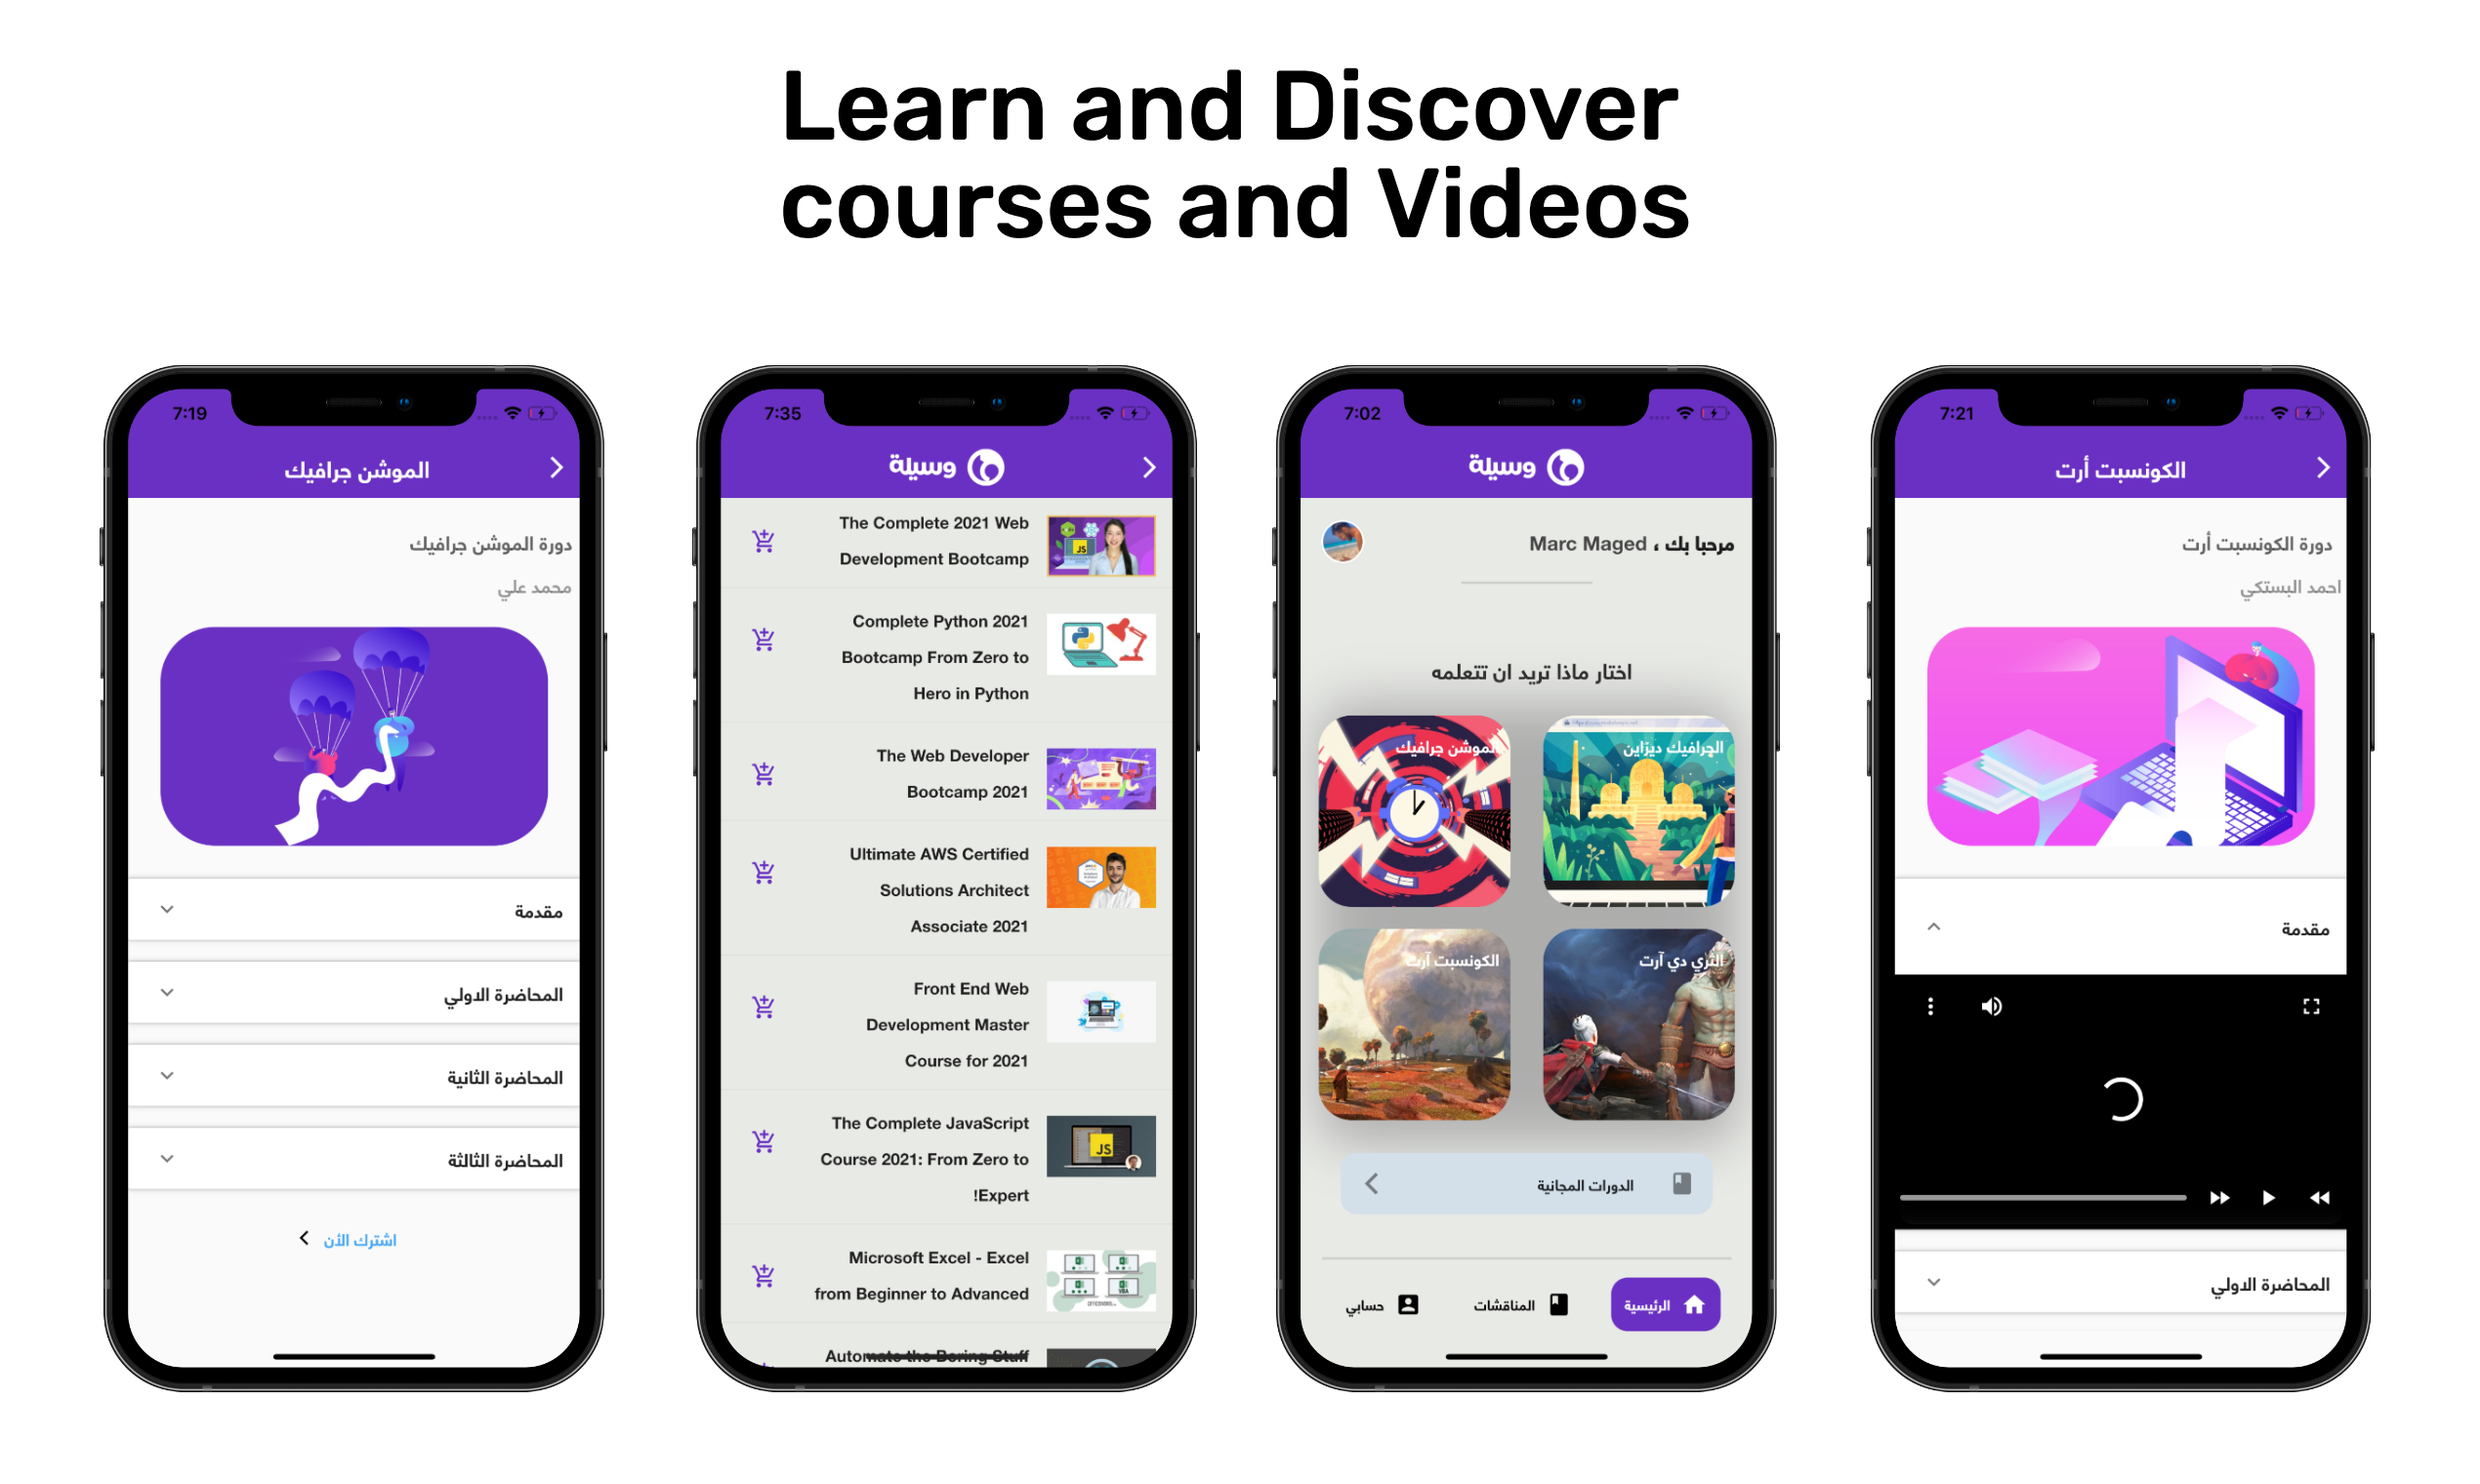 Learn and Discover
courses and Videos
7:19
الموشن جرافيك
دورة الموشن جرافيك
محمد علي
مقدمة
المحاضرة الاولي
المحاضرة الثانية
المحاضرة الثالثة
اشترك الأن
7:35
وسيلة
The Complete 2021 Web
Development Bootcamp
JS
Complete Python 2021
Bootcamp From Zero to
Hero in Python
The Web Developer
Bootcamp 2021
Ultimate AWS Certified
Solutions Architect
Associate 2021
Front End Web
Development Master
Course for 2021
The Complete JavaScript
Course 2021: From Zero to
!Expert
JS
Microsoft Excel - Excel
from Beginner to Advanced
VBA
Automate the Boring Stuff
7:02
وسيلة
مرحبا بك ، Marc Maged
اختار ماذا تريد ان تتعلمه
الجرافيك ديزاين
الموشن جرافيك
الثري دي آرت
الكونسبت آرت
الدورات المجانية
الرئيسية
المناقشات
حسابي
7:21
الكونسبت أرت
دورة الكونسبت أرت
احمد البستكي
مقدمة
المحاضرة الاولي